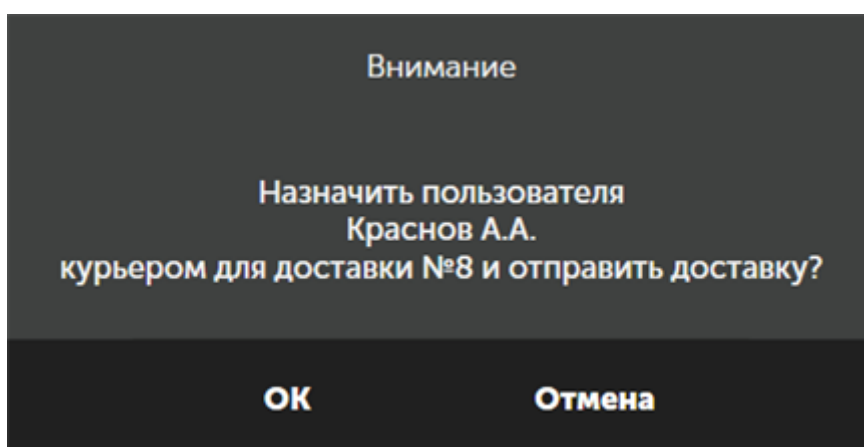 Внимание
Назначить пользователя
Краснов А.А.
курьером для доставки №8 и отправить доставку?
ОК
Отмена